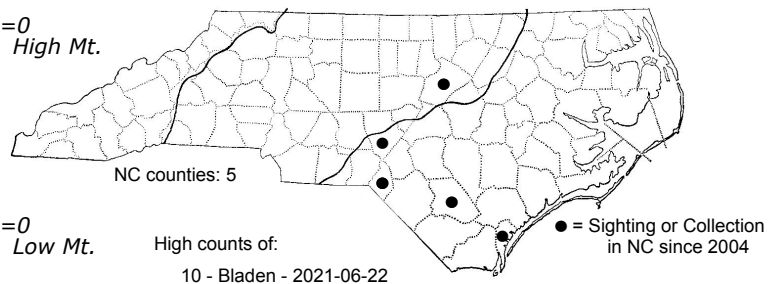 =0
High Mt.
NC counties: 5
=0
Low Mt.
High counts of:
10 - Bladen - 2021-06-22
● = Sighting or Collection
in NC since 2004